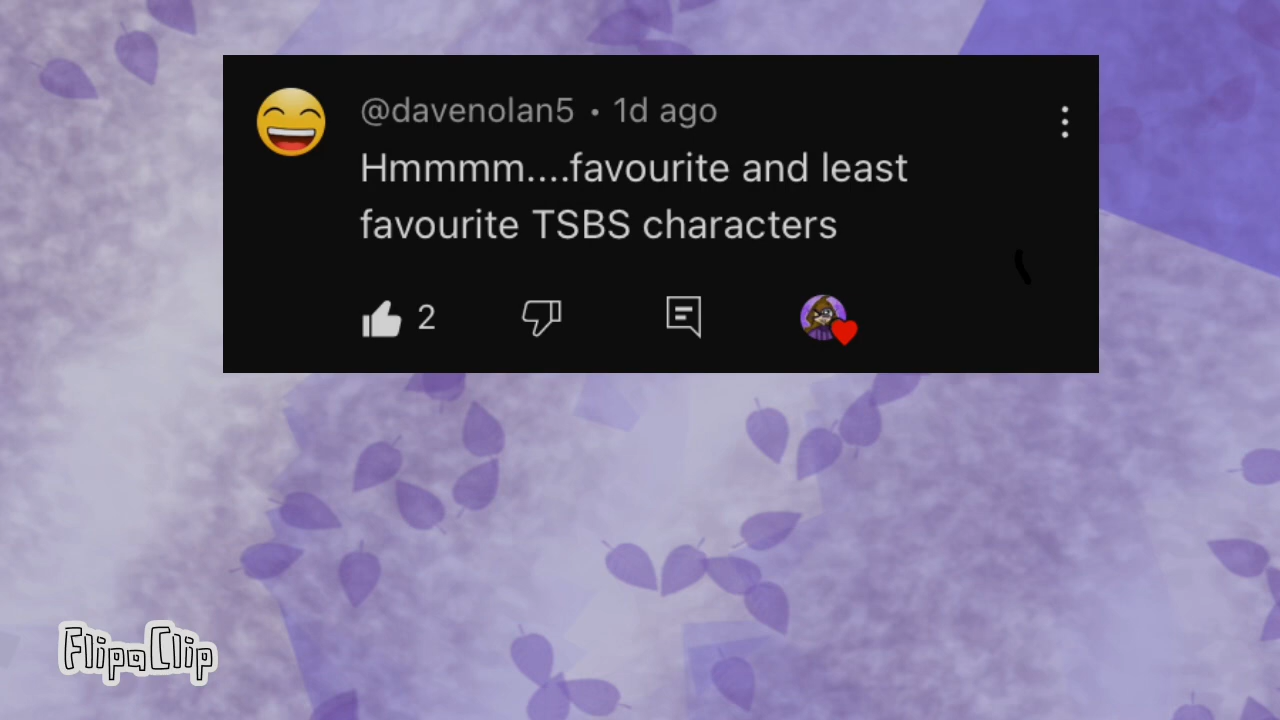 @davenolan5 • 1d ago
Hmmmm....favourite and least
favourite TSBS characters
2
FlipaClip